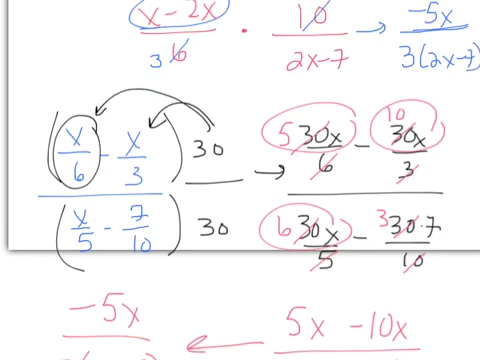 x - 2x / 6 3 · 10 / 2x - 7 → -5x / 3(2x-7)
(x/6 - x/3) 30 → 5 30x/6 - 10 30x/3
(x/5 - 7/10) 30 6 30x/5 - 3 30·7/10
-5x ← 5x - 10x